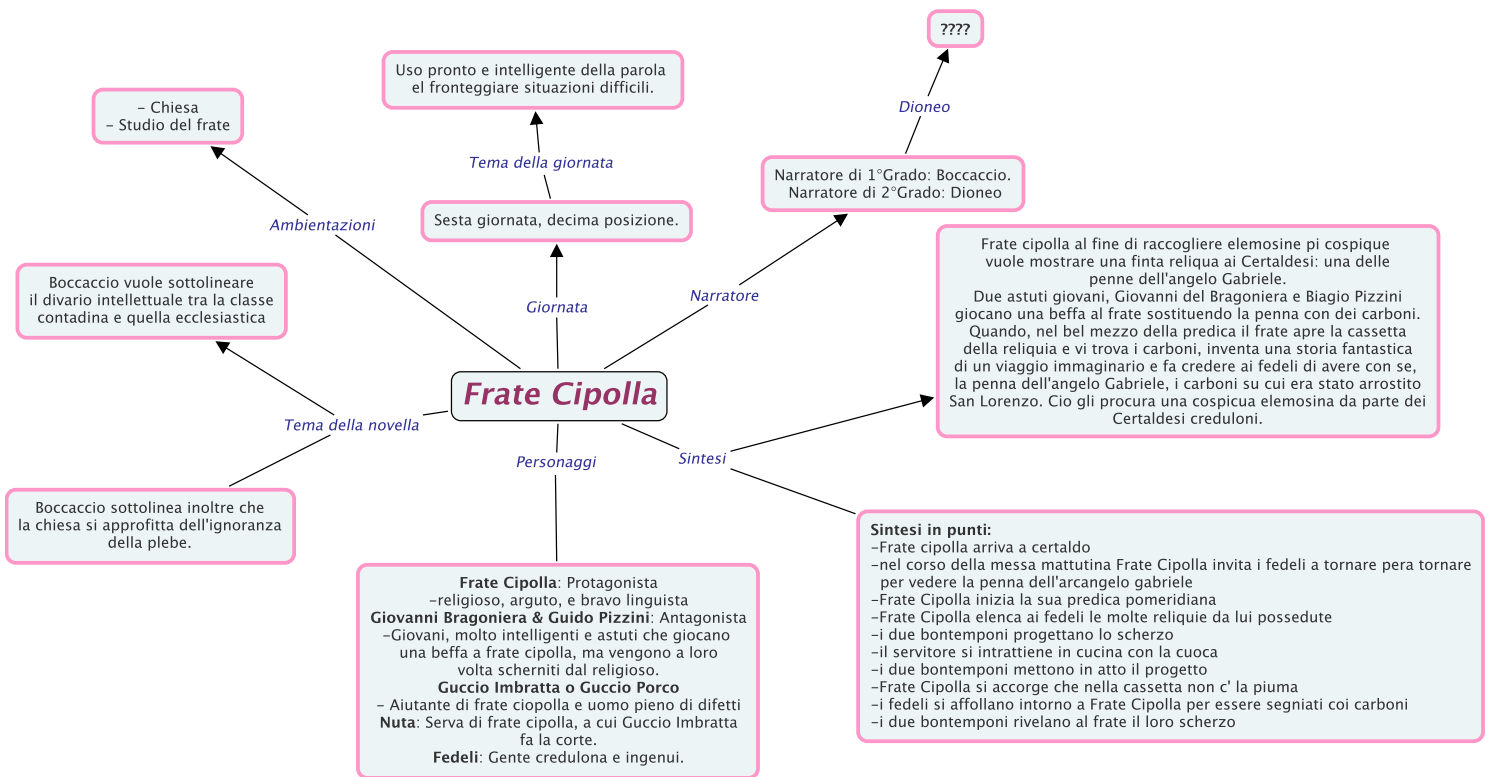 ????
Uso pronto e intelligente della parola
el fronteggiare situazioni difficili.
- Chiesa
- Studio del frate
Dioneo
Tema della giornata
Narratore di 1°Grado: Boccaccio.
Narratore di 2°Grado: Dioneo
Sesta giornata, decima posizione.
Ambientazioni
Boccaccio vuole sottolineare
il divario intellettuale tra la classe
contadina e quella ecclesiastica
Giornata
Narratore
Frate cipolla al fine di raccogliere elemosine pi cospique
vuole mostrare una finta reliqua ai Certaldesi: una delle
penne dell'angelo Gabriele.
Due astuti giovani, Giovanni del Bragoniera e Biagio Pizzini
giocano una beffa al frate sostituendo la penna con dei carboni.
Quando, nel bel mezzo della predica il frate apre la cassetta
della reliquia e vi trova i carboni, inventa una storia fantastica
di un viaggio immaginario e fa credere ai fedeli di avere con se,
la penna dell'angelo Gabriele, i carboni su cui era stato arrostito
San Lorenzo. Cio gli procura una cospicua elemosina da parte dei
Certaldesi creduloni.
Frate Cipolla
Tema della novella
Personaggi
Sintesi
Boccaccio sottolinea inoltre che
la chiesa si approfitta dell'ignoranza
della plebe.
Frate Cipolla: Protagonista
-religioso, arguto, e bravo linguista
Giovanni Bragoniera & Guido Pizzini: Antagonista
-Giovani, molto intelligenti e astuti che giocano
una beffa a frate cipolla, ma vengono a loro
volta scherniti dal religioso.
Guccio Imbratta o Guccio Porco
- Aiutante di frate ciopolla e uomo pieno di difetti
Nuta: Serva di frate cipolla, a cui Guccio Imbratta
fa la corte.
Fedeli: Gente credulona e ingenui.
Sintesi in punti:
-Frate cipolla arriva a certaldo
-nel corso della messa mattutina Frate Cipolla invita i fedeli a tornare pera tornare
per vedere la penna dell'arcangelo gabriele
-Frate Cipolla inizia la sua predica pomeridiana
-Frate Cipolla elenca ai fedeli le molte reliquie da lui possedute
-i due bontemponi progettano lo scherzo
-il servitore si intrattiene in cucina con la cuoca
-i due bontemponi mettono in atto il progetto
-Frate Cipolla si accorge che nella cassetta non c' la piuma
-i fedeli si affollano intorno a Frate Cipolla per essere segniati coi carboni
-i due bontemponi rivelano al frate il loro scherzo